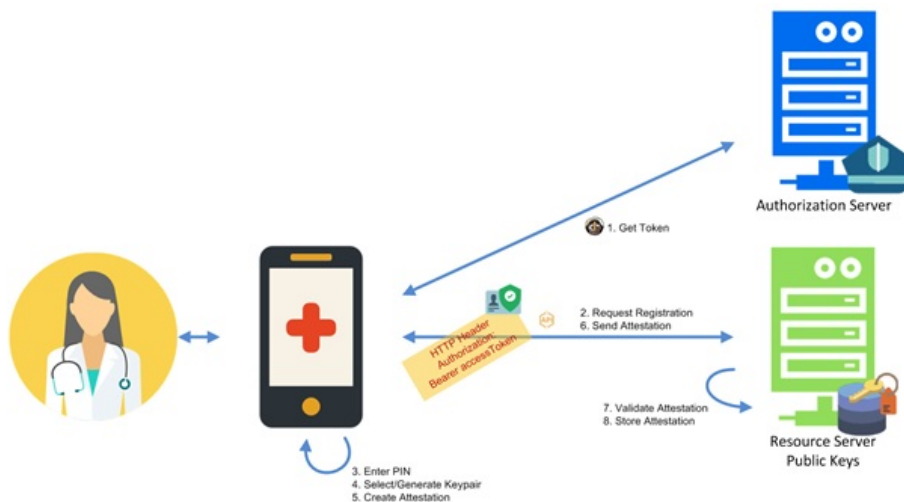 Authorization Server
1. Get Token
HTTP Header
Authorization:
Bearer accessToken
API
2. Request Registration
6. Send Attestation
7. Validate Attestation
8. Store Attestation
Resource Server
Public Keys
3. Enter PIN
4. Select/Generate Keypair
5. Create Attestation